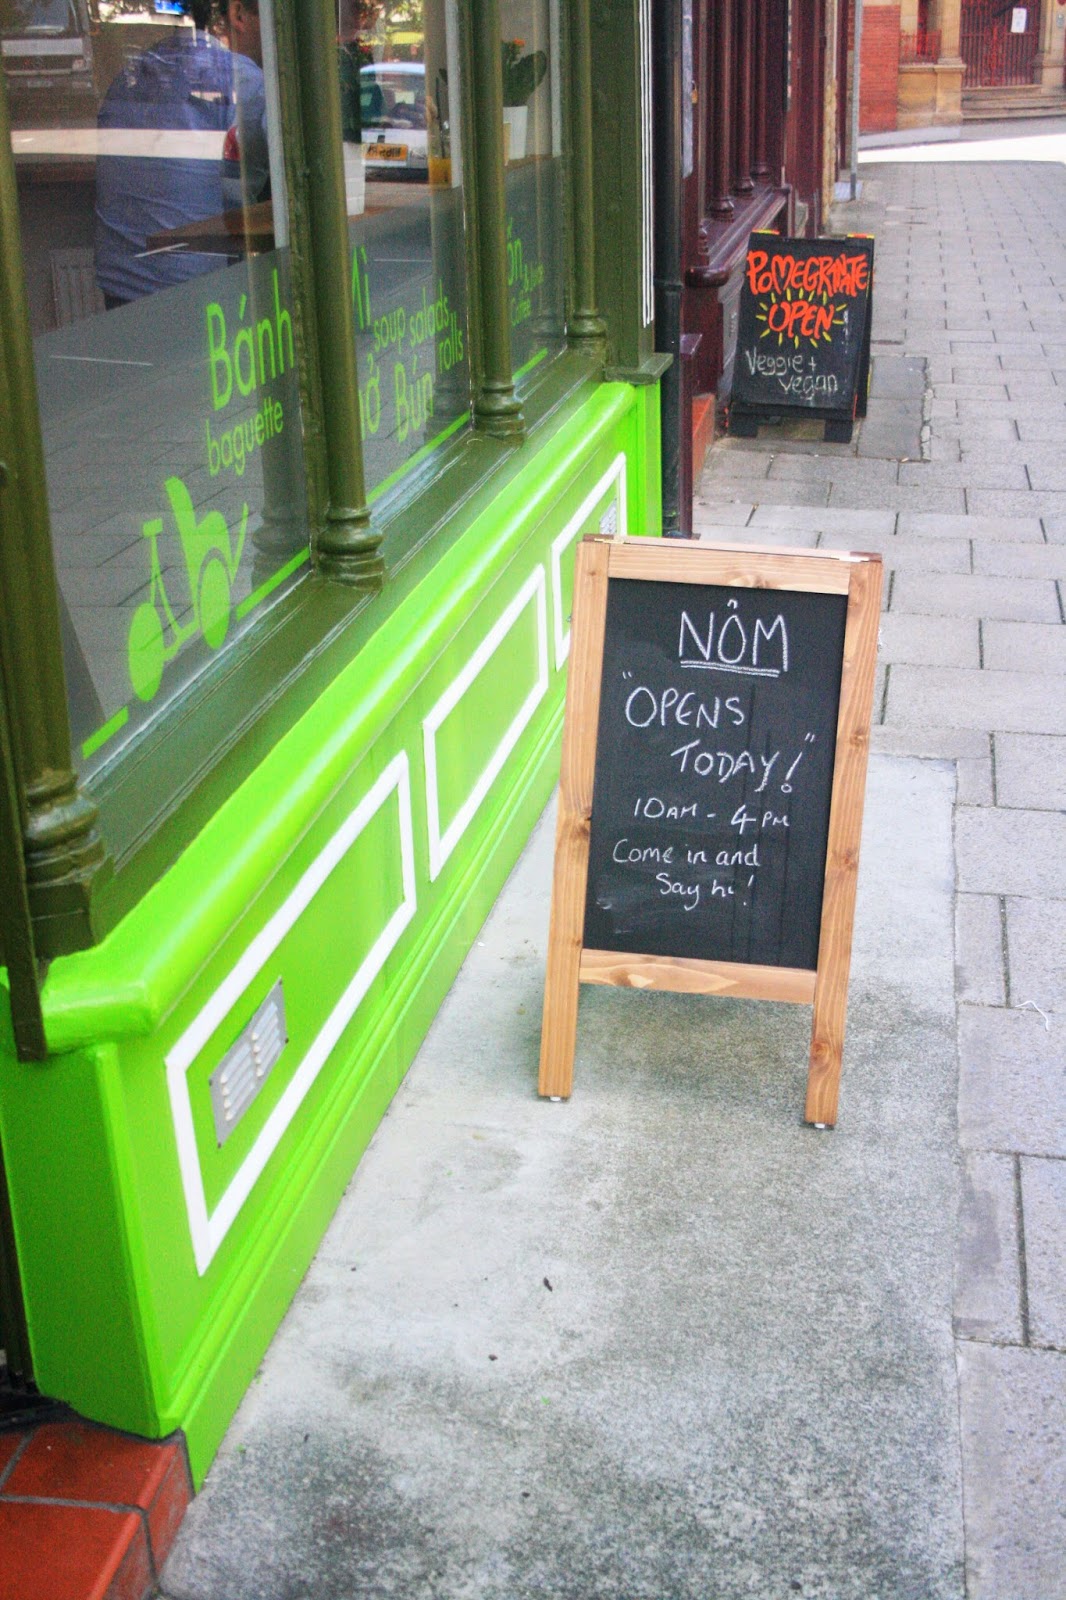 Bánh Mì
baguette
soup salads
rolls
Bún
NÔM
"OPENS
TODAY!"
10AM - 4PM
Come in and
Say hi!
POMEGRANATE
OPEN
Veggie +
vegan